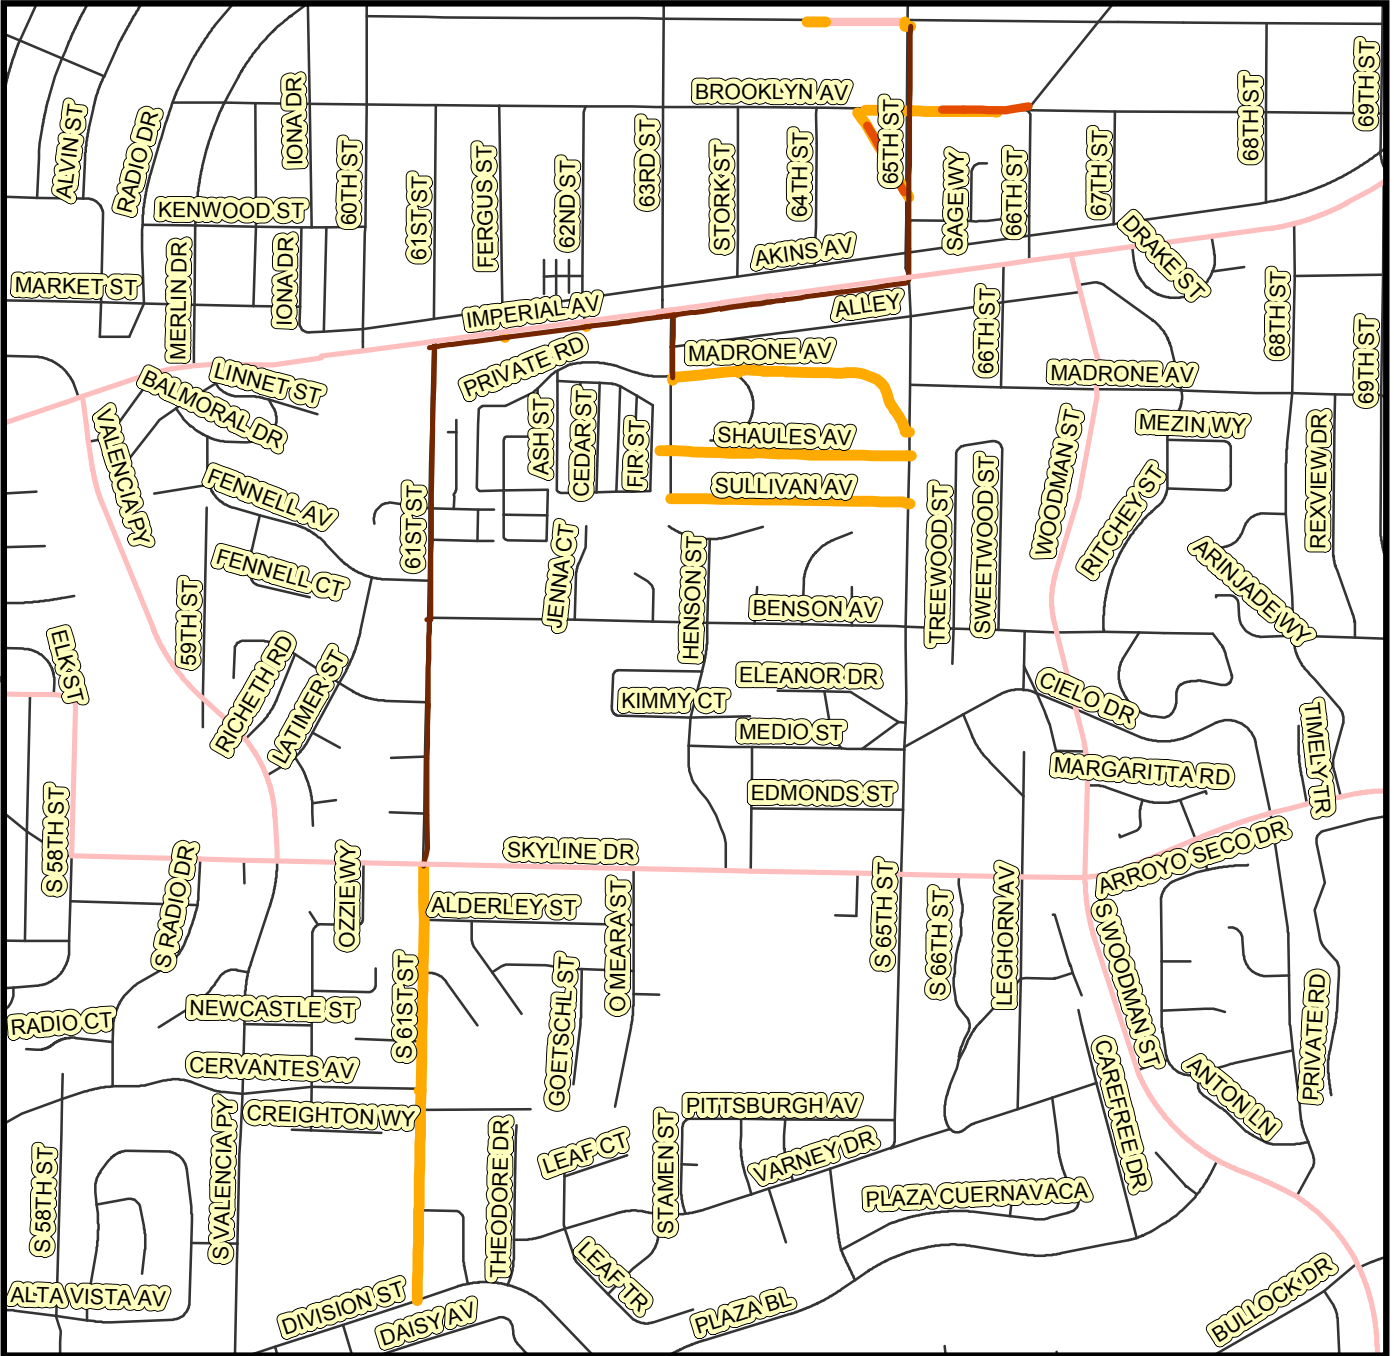 BROOKLYN AV
ALVIN ST
RADIO DR
IONA DR
60TH ST
61ST ST
FERGUS ST
62ND ST
63RD ST
STORK ST
64TH ST
65TH ST
SAGE WY
66TH ST
67TH ST
68TH ST
69TH ST
KENWOOD ST
MARKET ST
MERLIN DR
IONA DR
AKINS AV
DRAKE ST
IMPERIAL AV
ALLEY
66TH ST
68TH ST
69TH ST
LINNET ST
BALMORAL DR
PRIVATE RD
MADRONE AV
MADRONE AV
VALENCIA PY
ASH ST
CEDAR ST
FIR ST
SHAULES AV
MEZIN WY
REXVIEW DR
FENNELL AV
61ST ST
SULLIVAN AV
TREEWOOD ST
SWEETWOOD ST
WOODMAN ST
RITCHEY ST
FENNELL CT
59TH ST
JENNA CT
HENSON ST
BENSON AV
ARINJADE WY
ELK ST
RICHETH RD
LATIMER ST
KIMMY CT
ELEANOR DR
CIELO DR
MEDIO ST
TIMELY TR
S 58TH ST
EDMONDS ST
MARGARITTA RD
SKYLINE DR
ARROYO SECO DR
S RADIO DR
OZZIE WY
ALDERLEY ST
O MEARA ST
S 65TH ST
S 66TH ST
LEGHORN AV
S WOODMAN ST
RADIO CT
NEWCASTLE ST
S 61ST ST
GOETSCHL ST
PRIVATE RD
CERVANTES AV
CREIGHTON WY
PITTSBURGH AV
CAREFREE DR
ANTON LN
S 58TH ST
S VALENCIA PY
THEODORE DR
LEAF CT
STAMEN ST
VARNEY DR
PLAZA CUERNAVACA
ALTA VISTA AV
DIVISION ST
DAISY AV
LEAF TR
PLAZA BL
BULLOCK DR